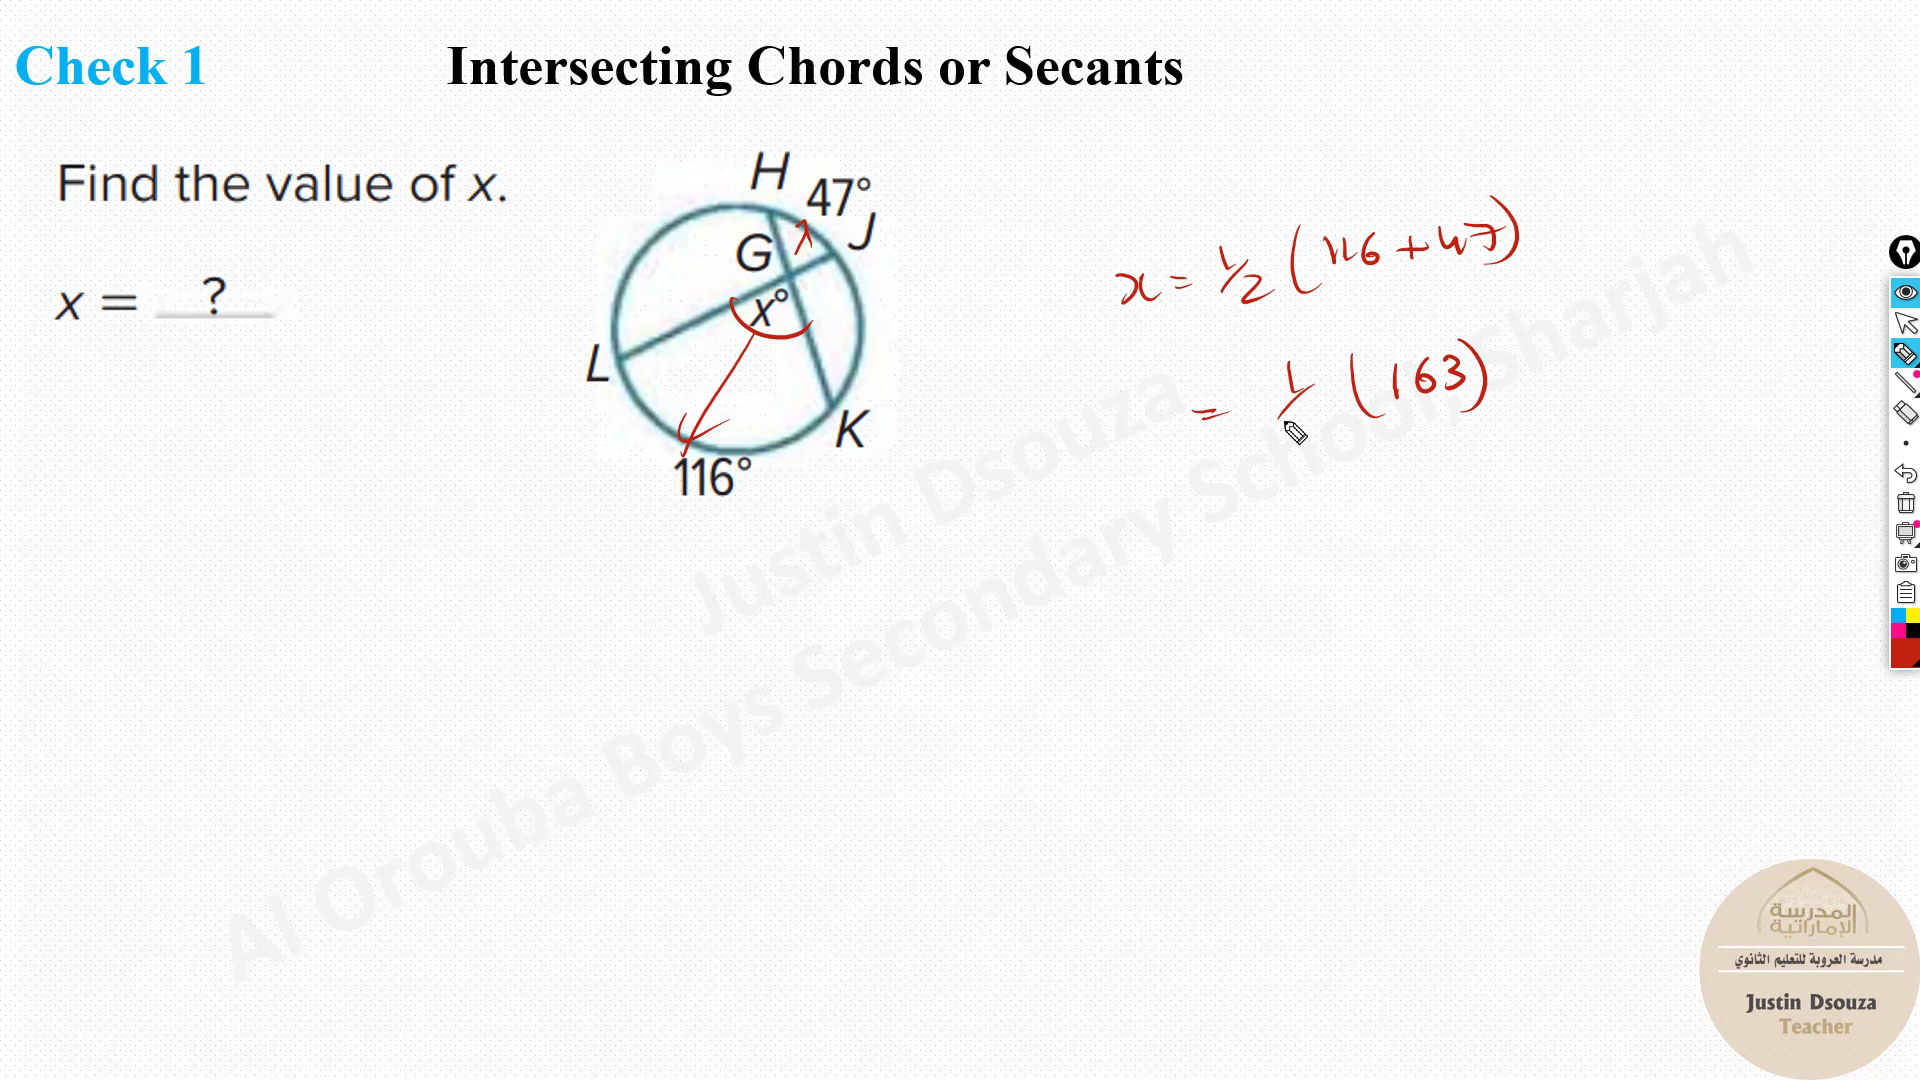 Check 1
Intersecting Chords or Secants
Find the value of x.
x = ?
H
47°
J
G
x°
L
K
116°
x = 1/2 (116 + 47)
= 1/ (163)
Justin Dsouza
Al Orouba Boys Secondary School, Sharjah
المدرسة
الإماراتية
مدرسة العروبة للتعليم الثانوي
Justin Dsouza
Teacher